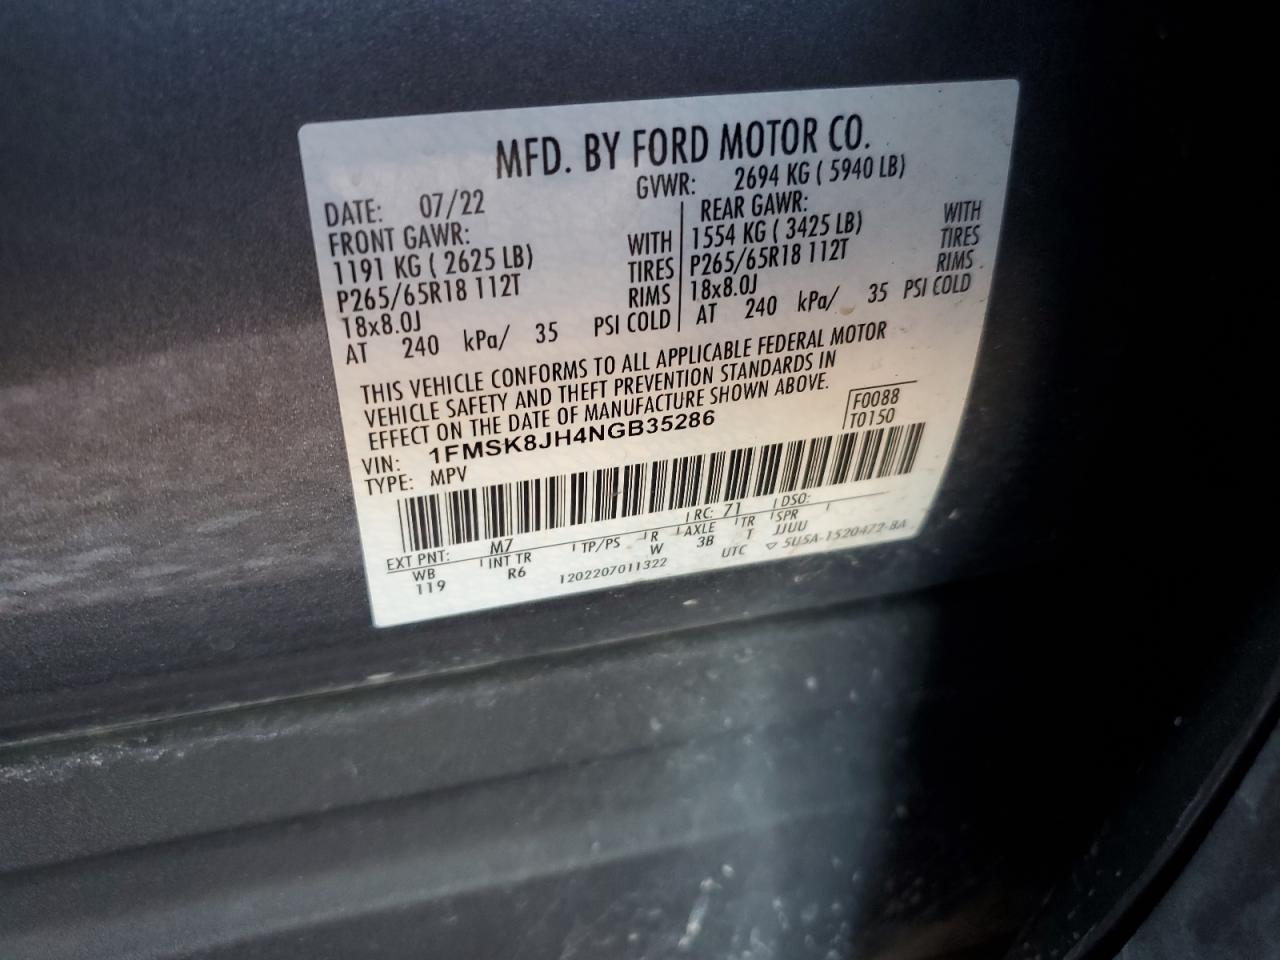 MFD. BY FORD MOTOR CO.
DATE: 07/22 GVWR: 2694 KG ( 5940 LB)
FRONT GAWR: REAR GAWR:
1191 KG ( 2625 LB) WITH 1554 KG ( 3425 LB) WITH
P265/65R18 112T TIRES P265/65R18 112T TIRES
18x8.0J RIMS 18x8.0J RIMS
AT 240 kPa/ 35 PSI COLD AT 240 kPa/ 35 PSI COLD
THIS VEHICLE CONFORMS TO ALL APPLICABLE FEDERAL MOTOR
VEHICLE SAFETY AND THEFT PREVENTION STANDARDS IN
EFFECT ON THE DATE OF MANUFACTURE SHOWN ABOVE.
F0088
T0150
VIN: 1FMSK8JH4NGB35286
TYPE: MPV
EXT PNT: M7 RC: 71 DSO:
WB INT TR TP/PS R AXLE TR SPR
119 R6 W 3B T JJUU
1202207011322 UTC ▽ 5U5A-1520472-BA